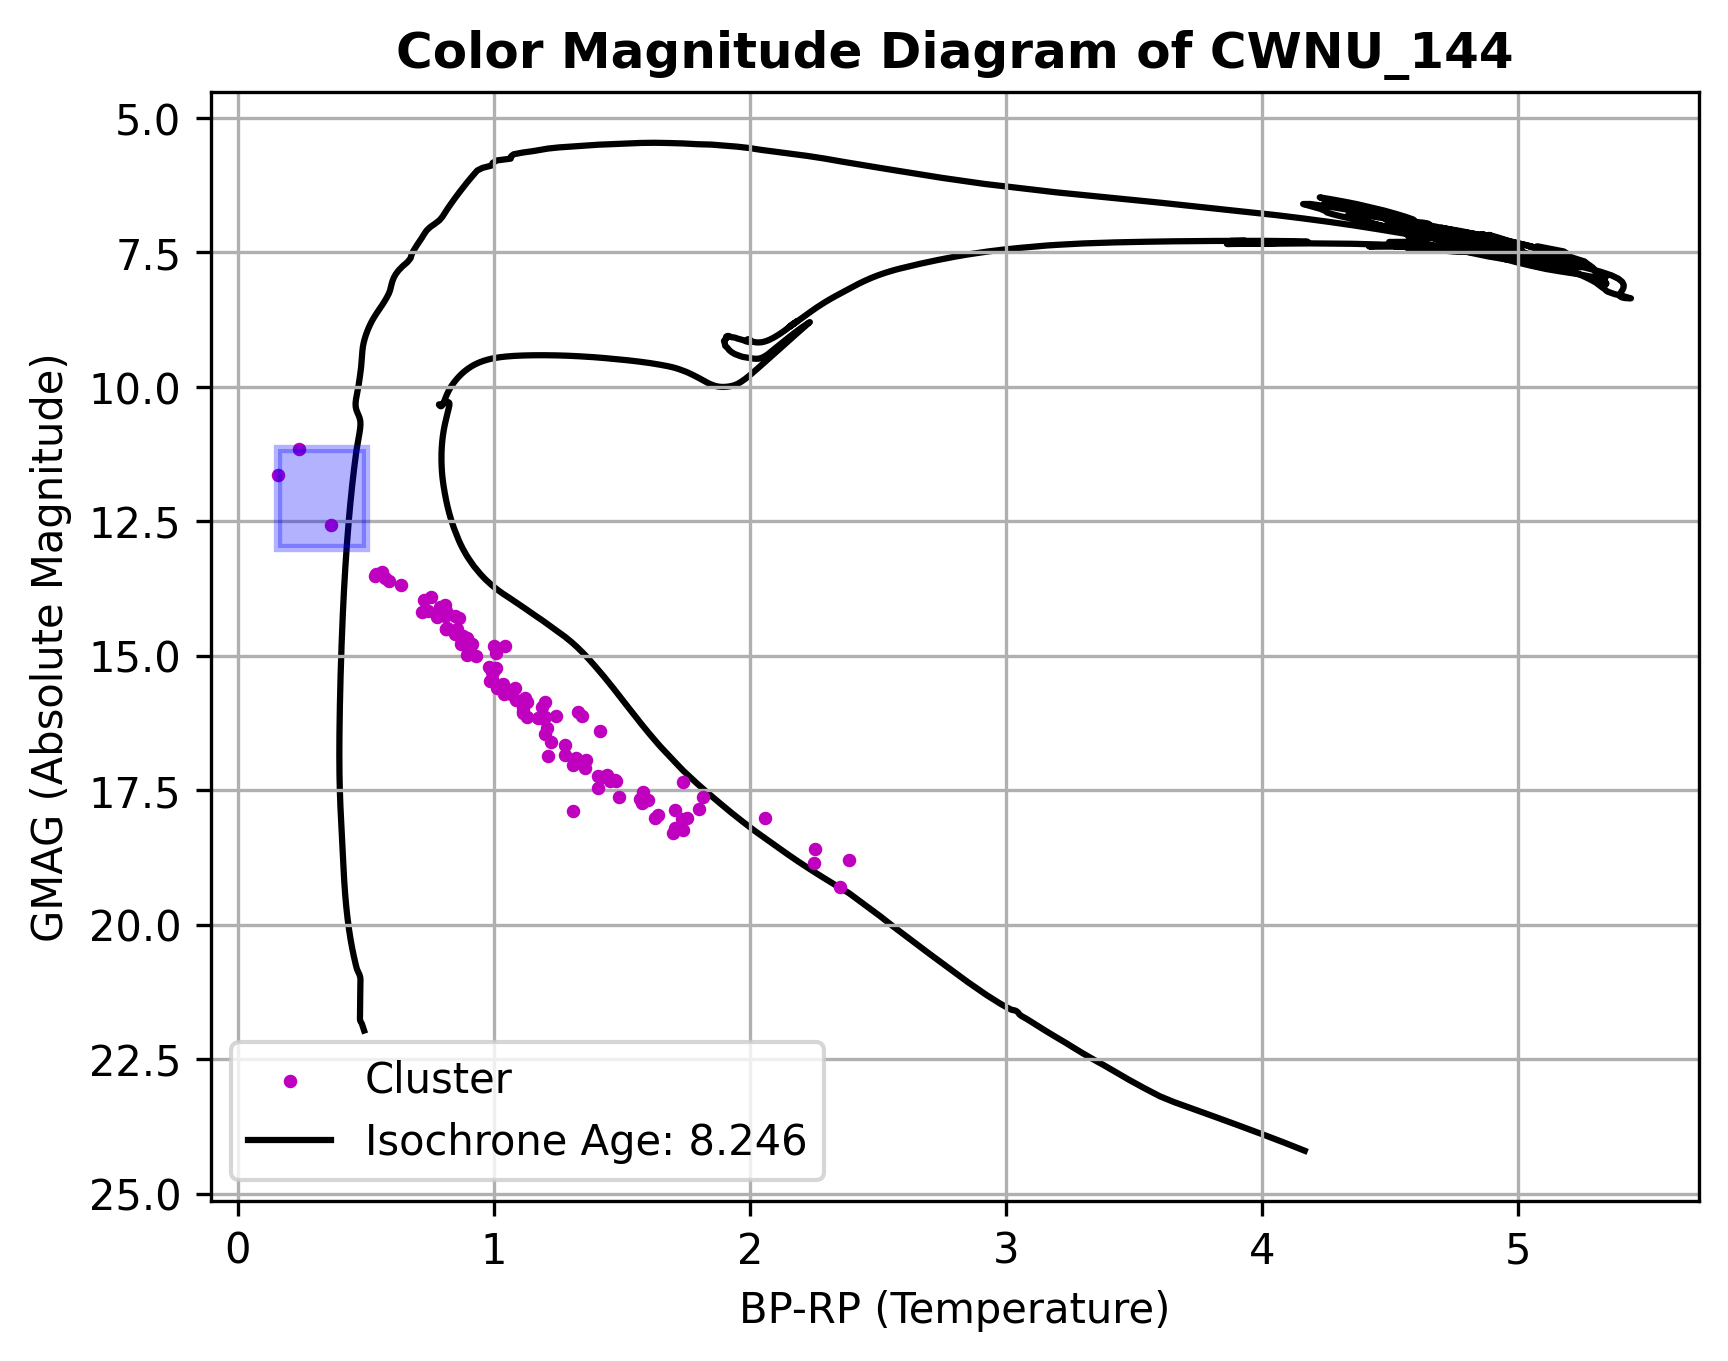 Color Magnitude Diagram of CWNU_144
GMAG (Absolute Magnitude)
5.0
7.5
10.0
12.5
15.0
17.5
20.0
22.5
25.0
Cluster
Isochrone Age: 8.246
0 1 2 3 4 5
BP-RP (Temperature)